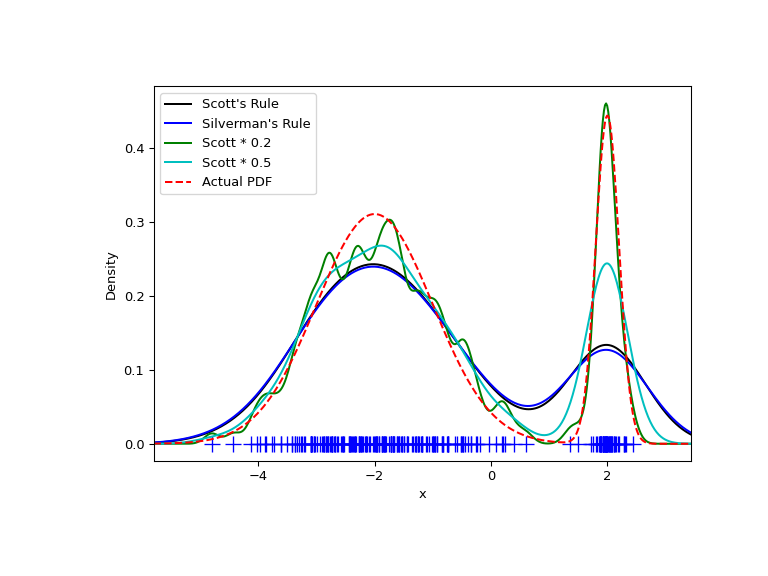 Scott's Rule
Silverman's Rule
Scott * 0.2
Scott * 0.5
Actual PDF
Density
0.4
0.3
0.2
0.1
0.0
−4
−2
0
2
x